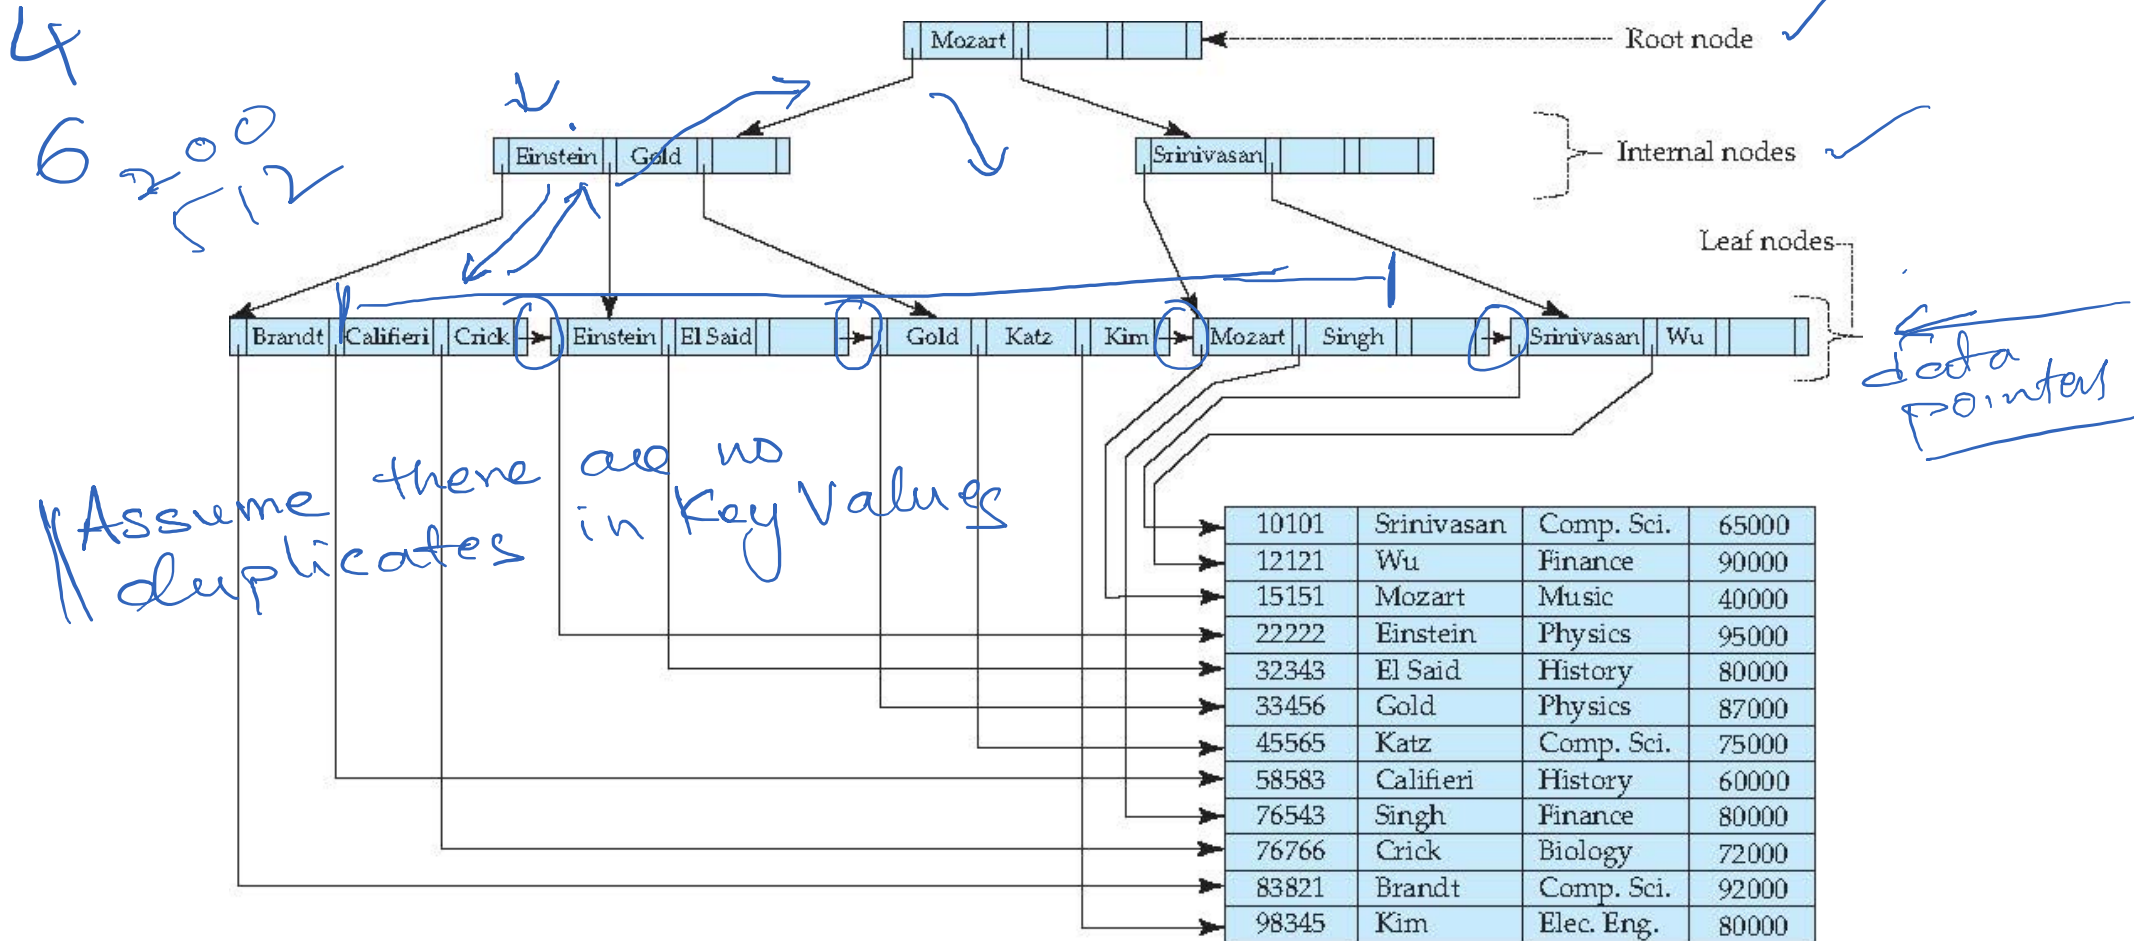 4
6
200
512
Mozart
Root node
Einstein Gold
Srinivasan
Internal nodes
Leaf nodes
Brandt Califieri Crick Einstein El Said Gold Katz Kim Mozart Singh Srinivasan Wu
data
pointers
Assume there are no
duplicates in Key Values
10101 Srinivasan Comp. Sci. 65000
12121 Wu Finance 90000
15151 Mozart Music 40000
22222 Einstein Physics 95000
32343 El Said History 80000
33456 Gold Physics 87000
45565 Katz Comp. Sci. 75000
58583 Califieri History 60000
76543 Singh Finance 80000
76766 Crick Biology 72000
83821 Brandt Comp. Sci. 92000
98345 Kim Elec. Eng. 80000